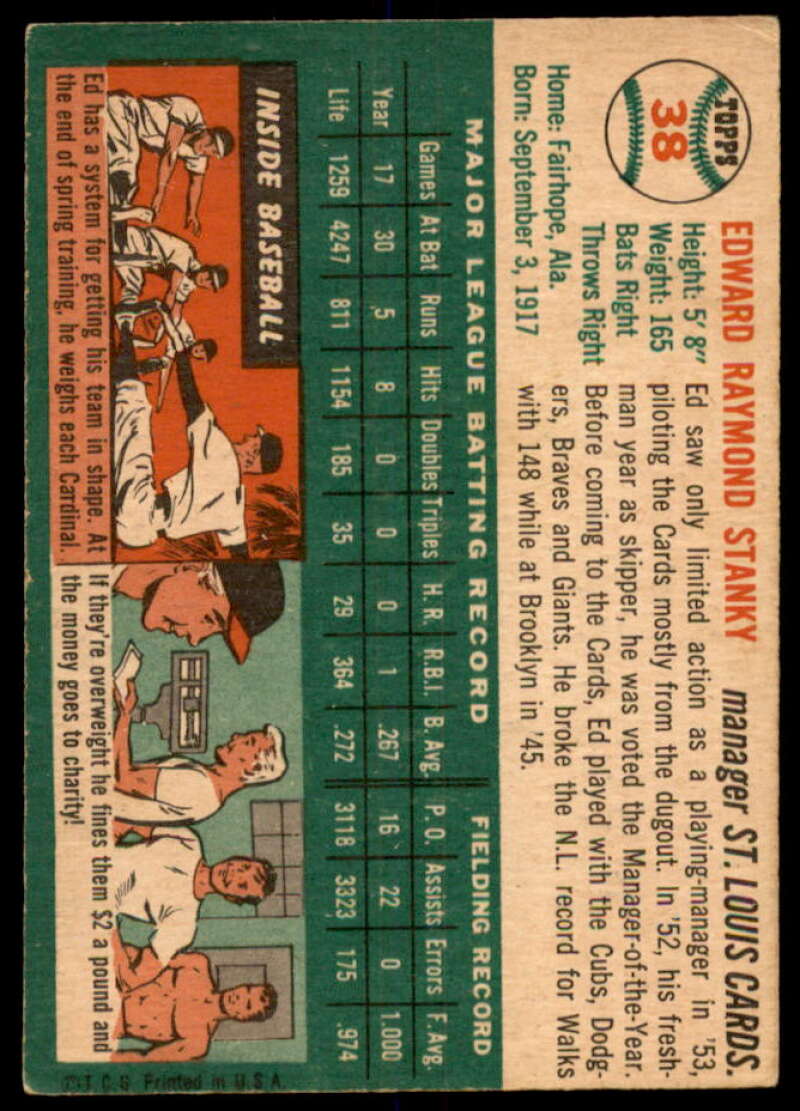 TOPPS
38
EDWARD RAYMOND STANKY manager ST. LOUIS CARDS.
Height: 5' 8"
Weight: 165
Bats Right
Throws Right
Home: Fairhope, Ala.
Born: September 3, 1917
Ed saw only limited action as a playing-manager in '53,
piloting the Cards mostly from the dugout. In '52, his fresh-
man year as skipper, he was voted the Manager-of-the-Year.
Before coming to the Cards, Ed played with the Cubs, Dodg-
ers, Braves and Giants. He broke the N.L. record for Walks
with 148 while at Brooklyn in '45.
MAJOR LEAGUE BATTING RECORD FIELDING RECORD
Games At Bat Runs Hits Doubles Triples H. R. R.B.I. B. Avg. P. O. Assists Errors F. Avg.
Year 17 30 5 8 0 0 0 1 .267 16 22 0 1.000
Life 1259 4247 811 1154 185 35 29 364 .272 3118 3323 175 .974
INSIDE BASEBALL
Ed has a system for getting his team in shape. At
the end of spring training, he weighs each Cardinal.
If they're overweight he fines them $2 a pound and
the money goes to charity!
© T. C. G. Printed in U.S.A.